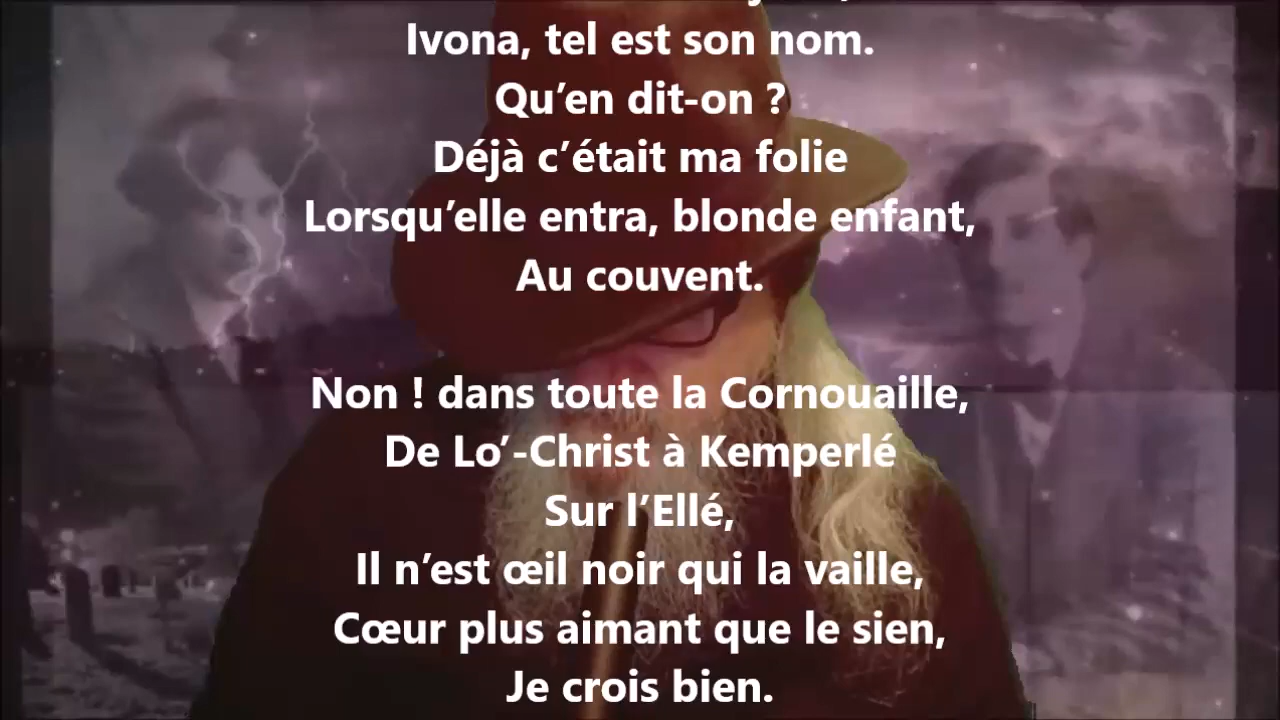 Ivona, tel est son nom.
Qu’en dit-on ?
Déjà c’était ma folie
Lorsqu’elle entra, blonde enfant,
Au couvent.
Non ! dans toute la Cornouaille,
De Lo’-Christ à Kemperlé
Sur l’Ellé,
Il n’est œil noir qui la vaille,
Cœur plus aimant que le sien,
Je crois bien.